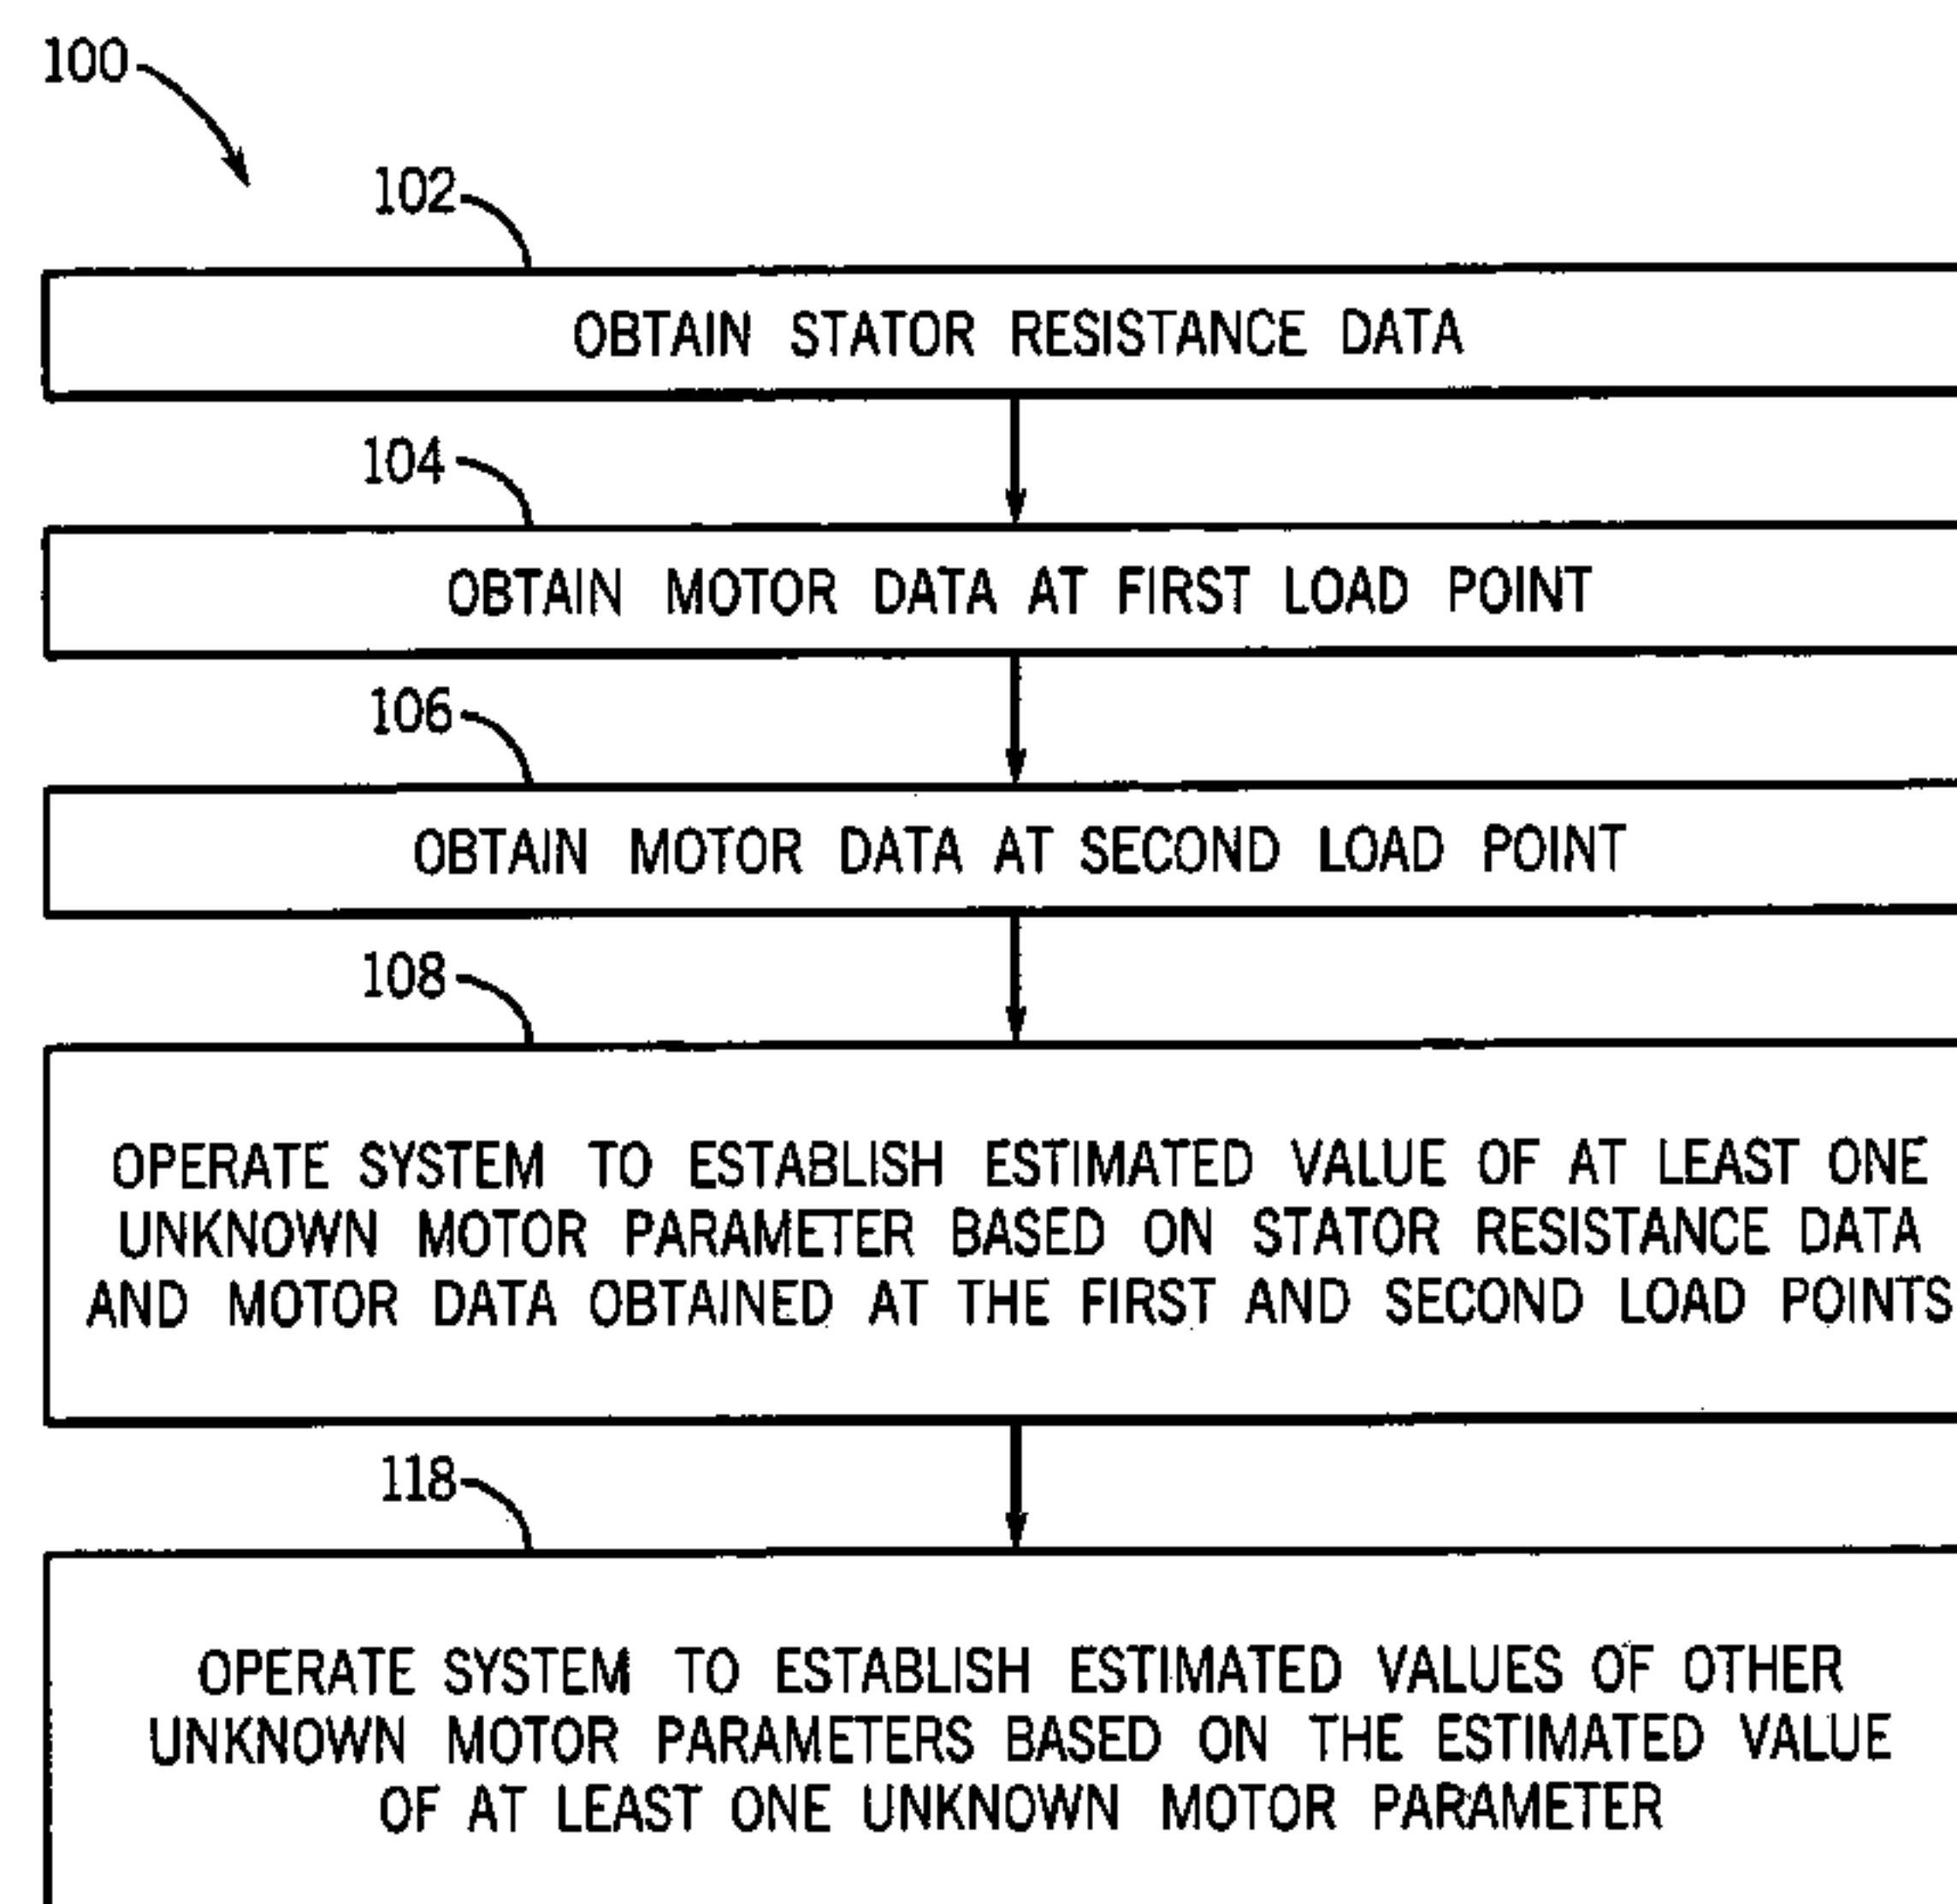 100
102
OBTAIN STATOR RESISTANCE DATA
104
OBTAIN MOTOR DATA AT FIRST LOAD POINT
106
OBTAIN MOTOR DATA AT SECOND LOAD POINT
108
OPERATE SYSTEM TO ESTABLISH ESTIMATED VALUE OF AT LEAST ONE
UNKNOWN MOTOR PARAMETER BASED ON STATOR RESISTANCE DATA
AND MOTOR DATA OBTAINED AT THE FIRST AND SECOND LOAD POINTS
118
OPERATE SYSTEM TO ESTABLISH ESTIMATED VALUES OF OTHER
UNKNOWN MOTOR PARAMETERS BASED ON THE ESTIMATED VALUE
OF AT LEAST ONE UNKNOWN MOTOR PARAMETER